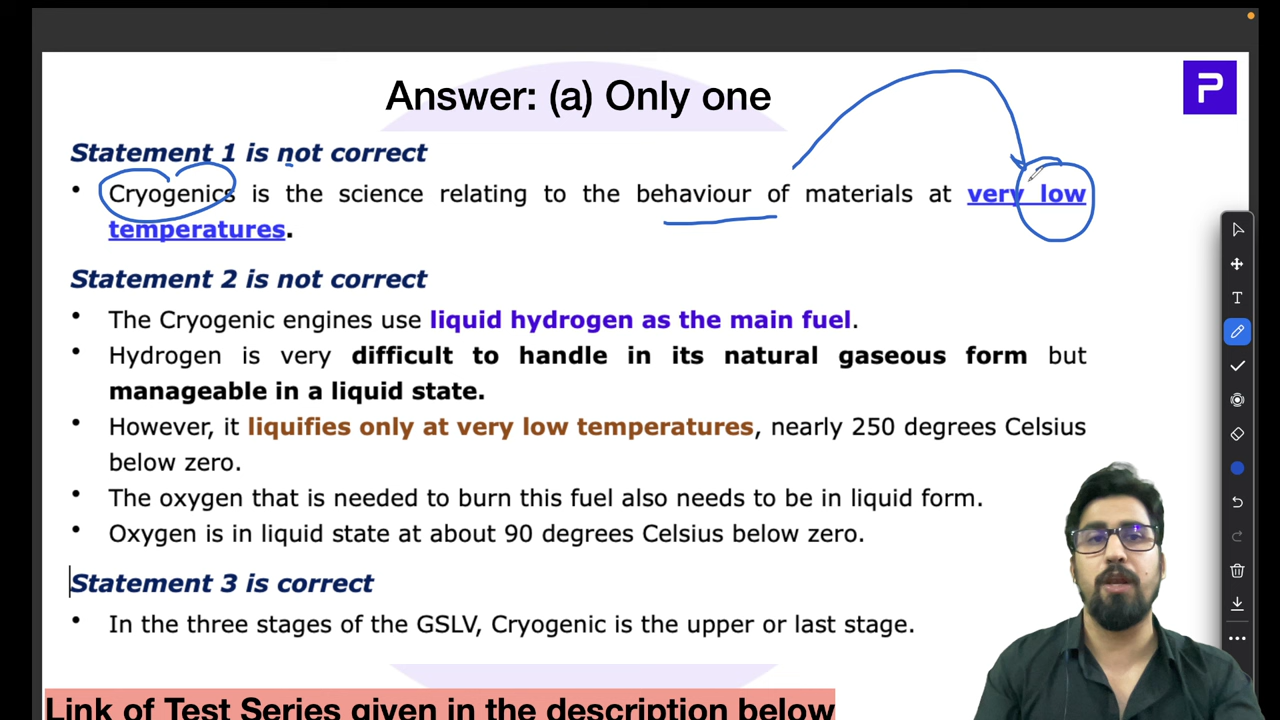 Answer: (a) Only one
P
Statement 1 is not correct
• Cryogenics is the science relating to the behaviour of materials at very low
temperatures.
Statement 2 is not correct
• The Cryogenic engines use liquid hydrogen as the main fuel.
• Hydrogen is very difficult to handle in its natural gaseous form but
manageable in a liquid state.
• However, it liquifies only at very low temperatures, nearly 250 degrees Celsius
below zero.
• The oxygen that is needed to burn this fuel also needs to be in liquid form.
• Oxygen is in liquid state at about 90 degrees Celsius below zero.
Statement 3 is correct
• In the three stages of the GSLV, Cryogenic is the upper or last stage.
Link of Test Series given in the description below
T